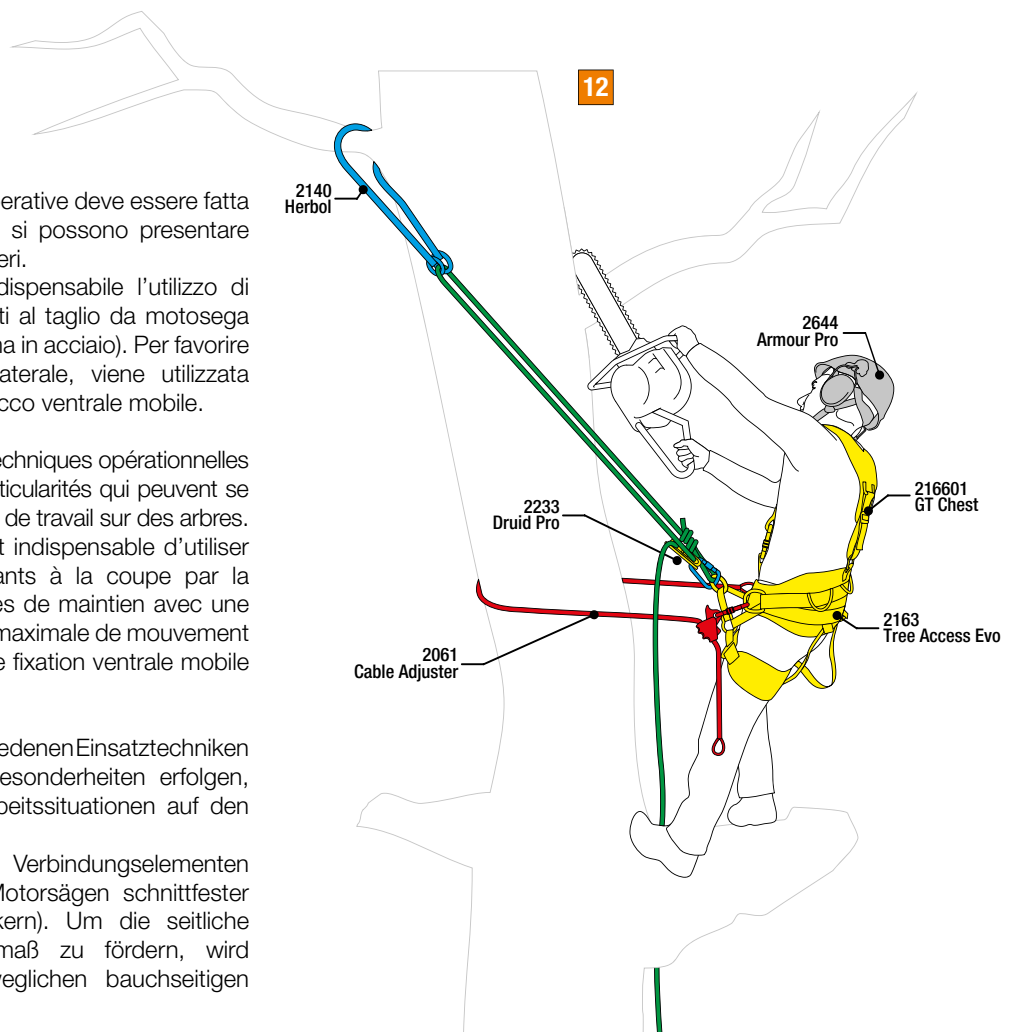 12
2140
Herbol
perative deve essere fatta
si possono presentare
eri.
dispensabile l’utilizzo di
ti al taglio da motosega
na in acciaio). Per favorire
aterale, viene utilizzata
cco ventrale mobile.
echniques opérationnelles
ticularités qui peuvent se
de travail sur des arbres.
t indispensable d’utiliser
ants à la coupe par la
es de maintien avec une
maximale de mouvement
e fixation ventrale mobile
edenen Einsatztechniken
esonderheiten erfolgen,
beitssituationen auf den
Verbindungselementen
Motorsägen schnittfester
kern). Um die seitliche
maß zu fördern, wird
weglichen bauchseitigen
2644
Armour Pro
216601
GT Chest
2233
Druid Pro
2163
Tree Access Evo
2061
Cable Adjuster